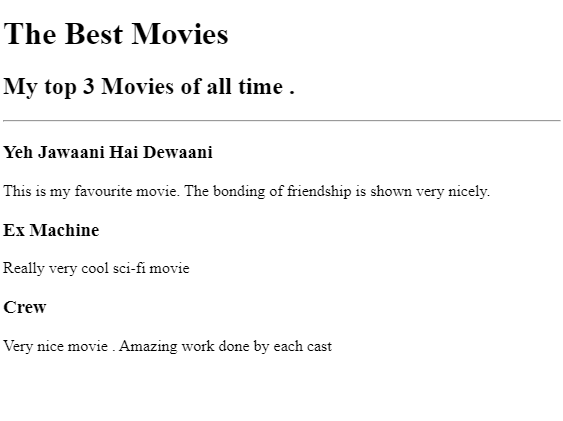 The Best Movies
My top 3 Movies of all time .
Yeh Jawaani Hai Dewaani
This is my favourite movie. The bonding of friendship is shown very nicely.
Ex Machine
Really very cool sci-fi movie
Crew
Very nice movie . Amazing work done by each cast